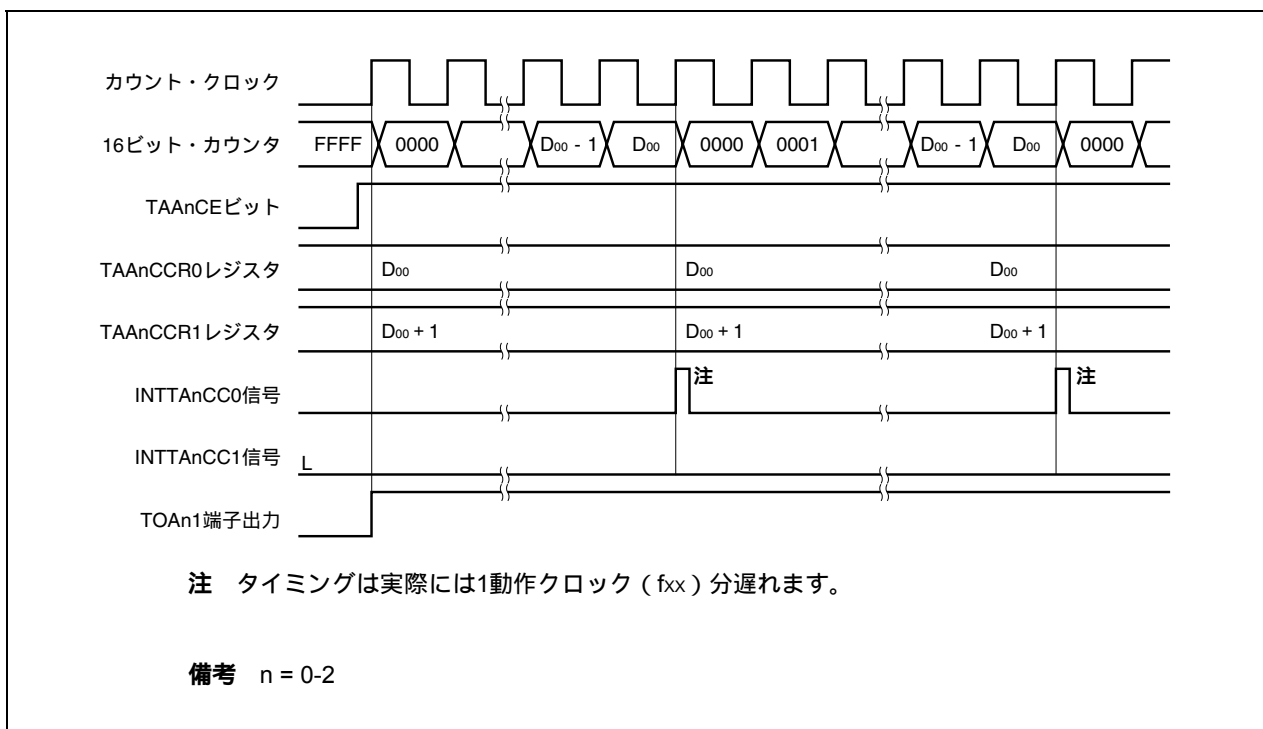 カウント・クロック
16ビット・カウンタ FFFF 0000 D00 - 1 D00 0000 0001 D00 - 1 D00 0000
TAAnCEビット
TAAnCCR0レジスタ D00 D00 D00
TAAnCCR1レジスタ D00 + 1 D00 + 1 D00 + 1
INTTAnCC0信号 注 注
INTTAnCC1信号 L
TOAn1端子出力
注 タイミングは実際には1動作クロック(fxx)分遅れます。
備考 n = 0-2